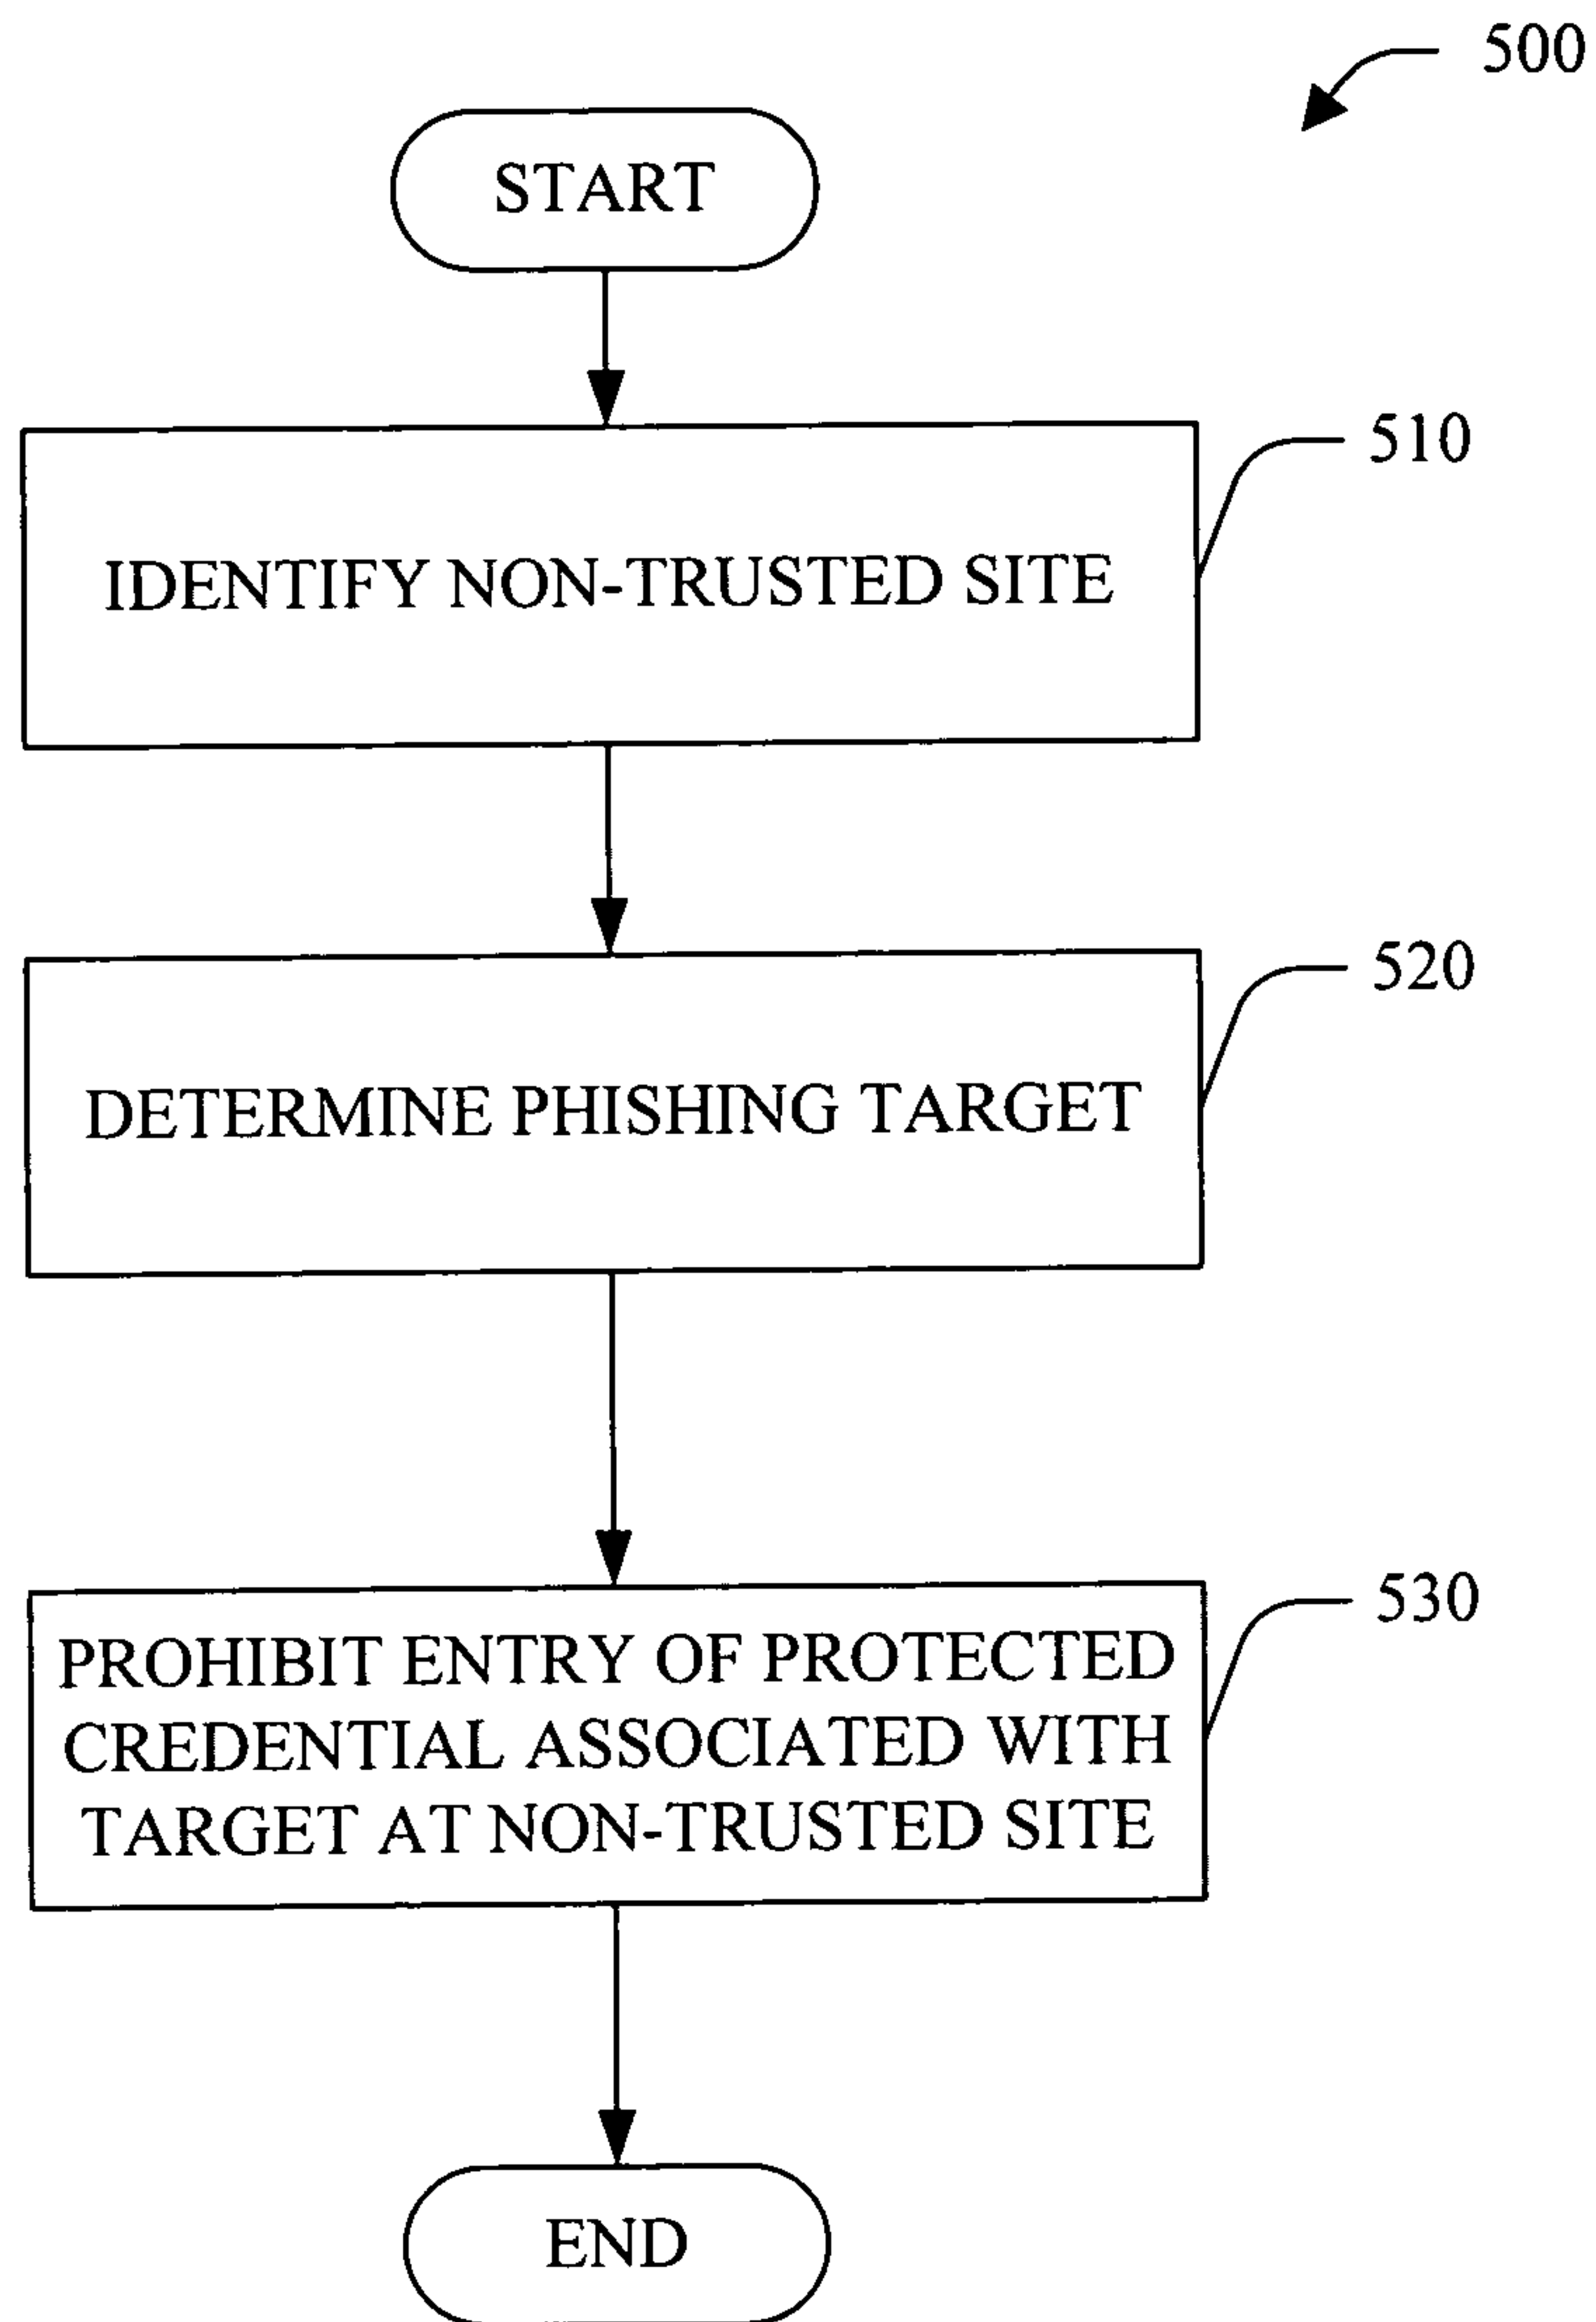 500
START
510
IDENTIFY NON-TRUSTED SITE
520
DETERMINE PHISHING TARGET
530
PROHIBIT ENTRY OF PROTECTED
CREDENTIAL ASSOCIATED WITH
TARGET AT NON-TRUSTED SITE
END